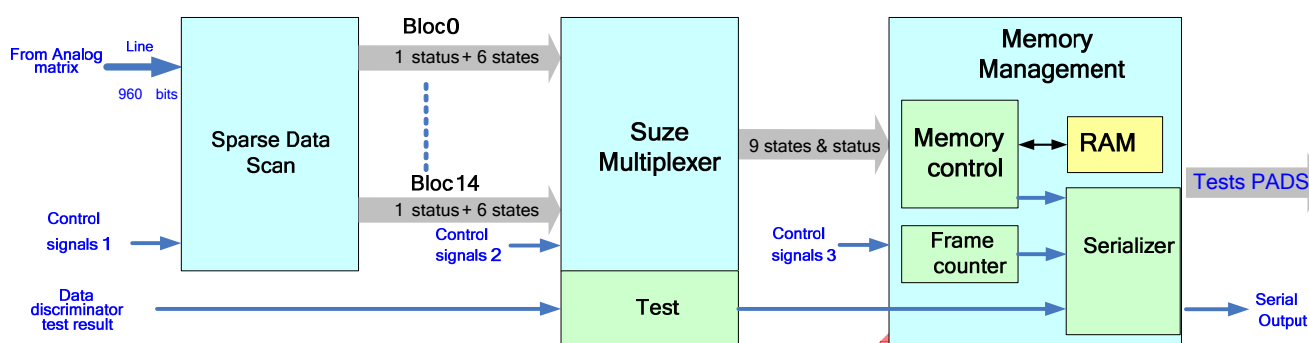 From Analog
matrix
Line
960 bits
Sparse Data
Scan
Control
signals 1
Bloc0
1 status + 6 states
Bloc14
1 status + 6 states
Control
signals 2
Data
discriminator
test result
Suze
Multiplexer
Test
9 states & status
Control
signals 3
Memory
Management
Memory
control
RAM
Frame
counter
Serializer
Tests PADS
Serial
Output